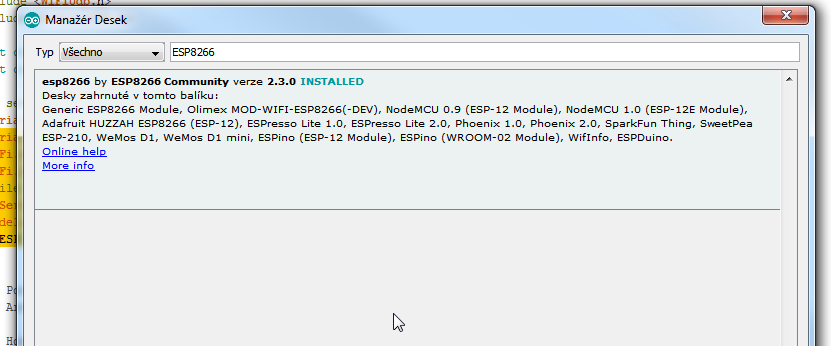 Manažér Desek
Typ Všechno ESP8266
esp8266 by ESP8266 Community verze 2.3.0 INSTALLED
Desky zahrnuté v tomto balíku:
Generic ESP8266 Module, Olimex MOD-WIFI-ESP8266(-DEV), NodeMCU 0.9 (ESP-12 Module), NodeMCU 1.0 (ESP-12E Module),
Adafruit HUZZAH ESP8266 (ESP-12), ESPresso Lite 1.0, ESPresso Lite 2.0, Phoenix 1.0, Phoenix 2.0, SparkFun Thing, SweetPea
ESP-210, WeMos D1, WeMos D1 mini, ESPino (ESP-12 Module), ESPino (WROOM-02 Module), WifInfo, ESPDuino.
Online help
More info